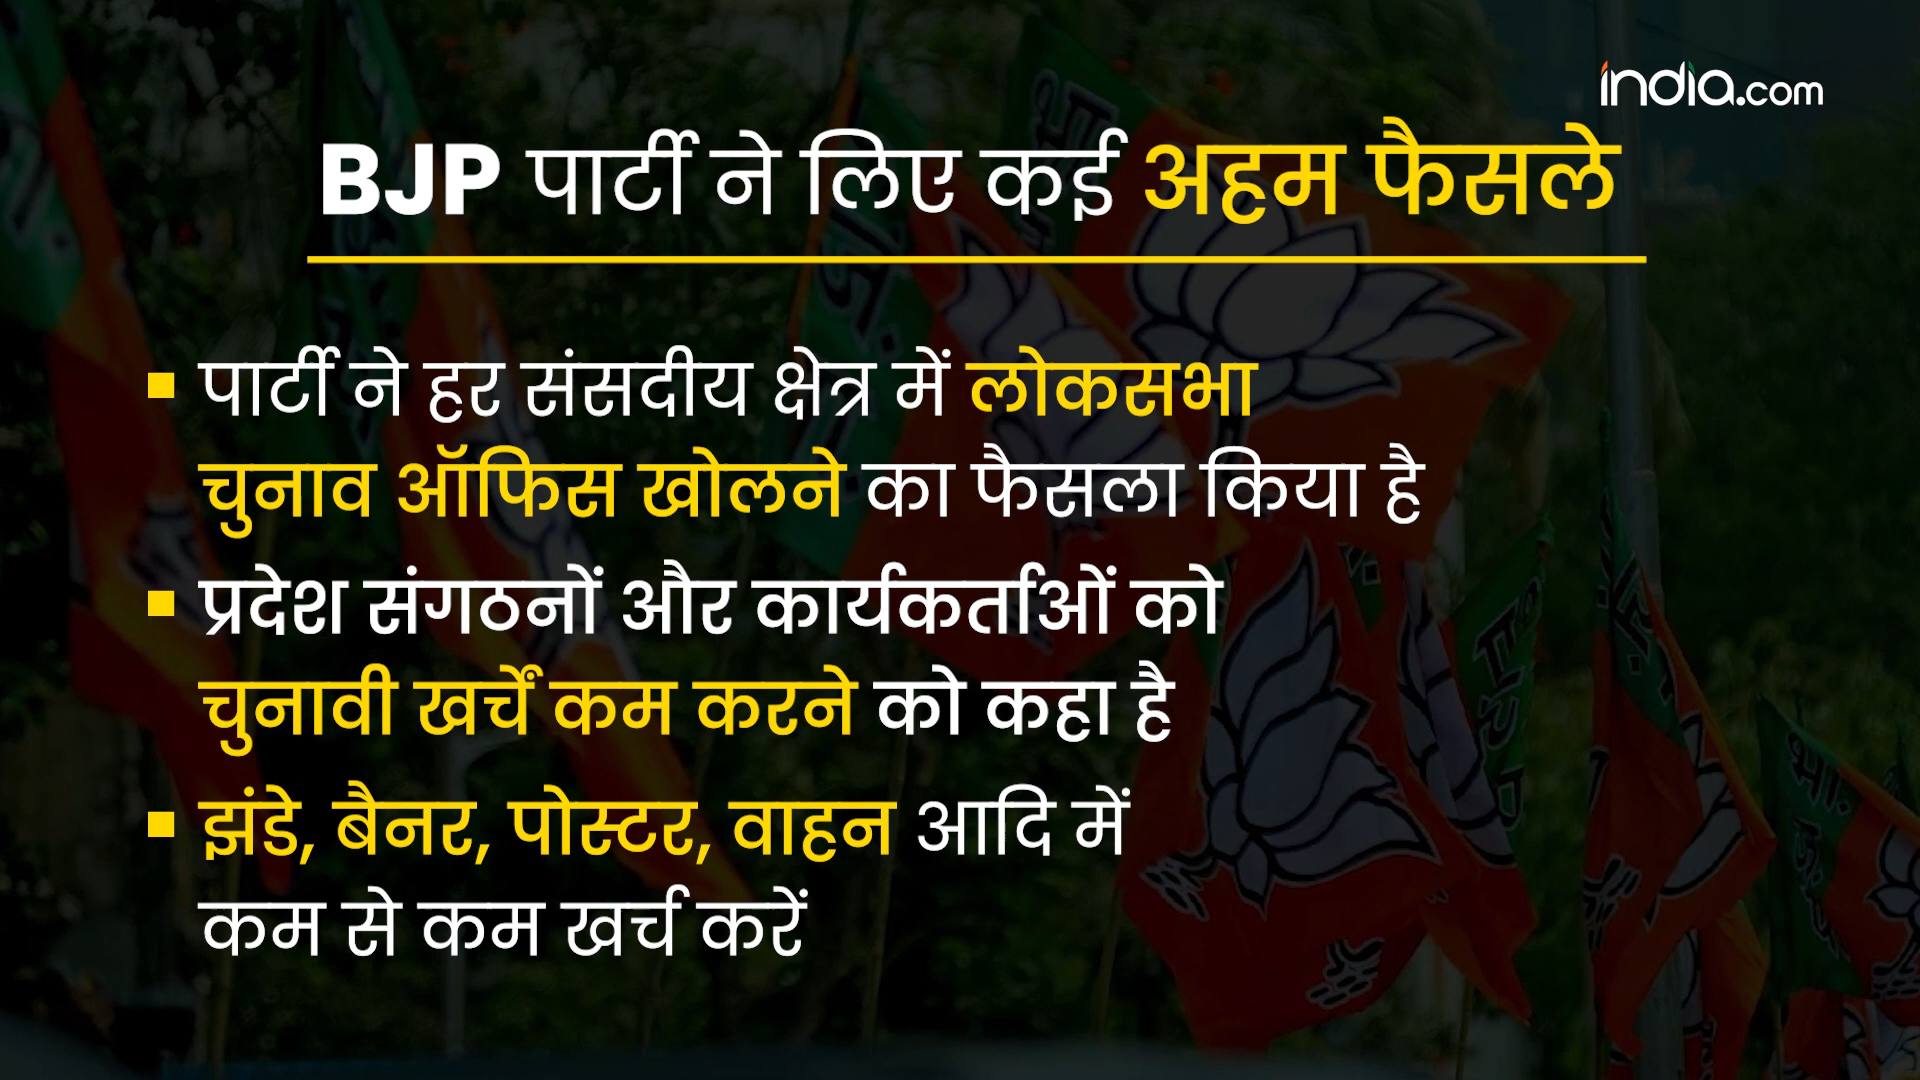 india.com
BJP पार्टी ने लिए कई अहम फैसले
पार्टी ने हर संसदीय क्षेत्र में लोकसभा
चुनाव ऑफिस खोलने का फैसला किया है
प्रदेश संगठनों और कार्यकर्ताओं को
चुनावी खर्चें कम करने को कहा है
झंडे, बैनर, पोस्टर, वाहन आदि में
कम से कम खर्च करें